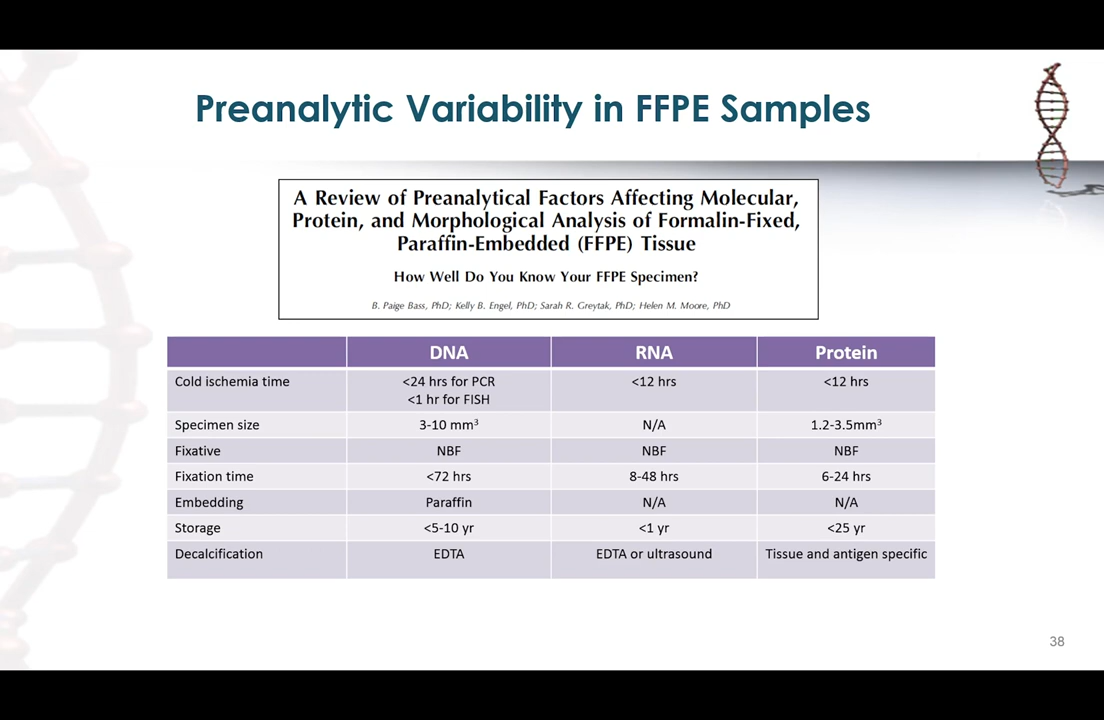 Preanalytic Variability in FFPE Samples
A Review of Preanalytical Factors Affecting Molecular,
Protein, and Morphological Analysis of Formalin-Fixed,
Paraffin-Embedded (FFPE) Tissue
How Well Do You Know Your FFPE Specimen?
B. Paige Bass, PhD; Kelly B. Engel, PhD; Sarah R. Greytak, PhD; Helen M. Moore, PhD
DNA RNA Protein
Cold ischemia time <24 hrs for PCR <12 hrs <12 hrs
<1 hr for FISH
Specimen size 3-10 mm³ N/A 1.2-3.5mm³
Fixative NBF NBF NBF
Fixation time <72 hrs 8-48 hrs 6-24 hrs
Embedding Paraffin N/A N/A
Storage <5-10 yr <1 yr <25 yr
Decalcification EDTA EDTA or ultrasound Tissue and antigen specific
38